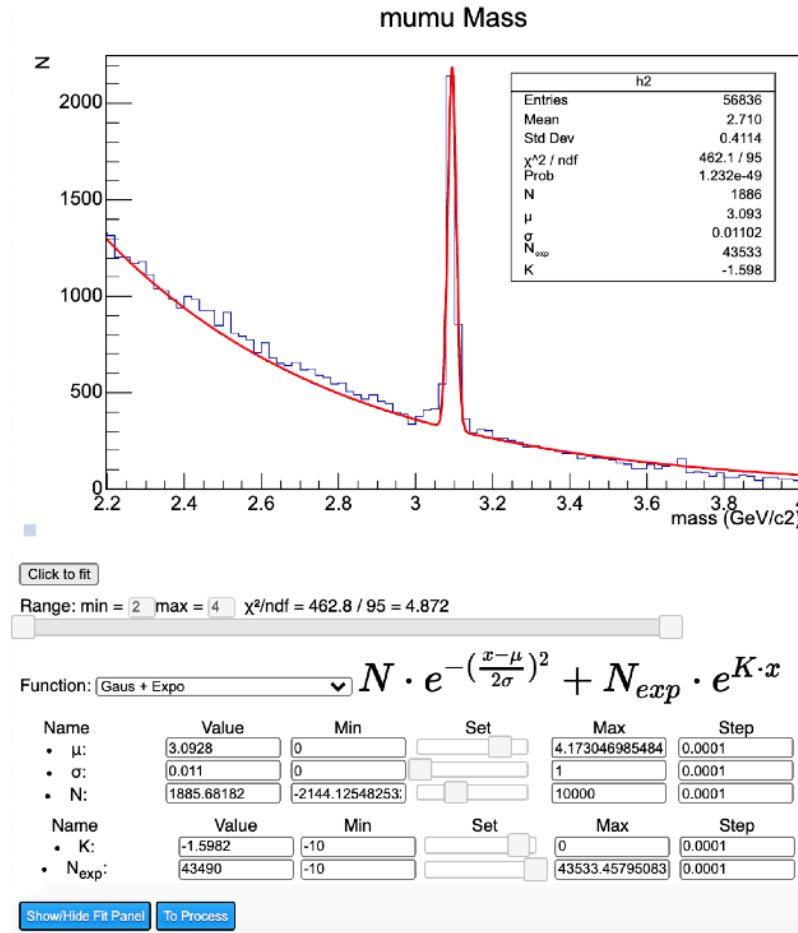 mumu Mass
N
h2
Entries 56836
Mean 2.710
Std Dev 0.4114
χ^2 / ndf 462.1 / 95
Prob 1.232e-49
N 1886
μ 3.093
σ 0.01102
N_exp 43533
K -1.598
2000
1500
1000
500
0
2.2 2.4 2.6 2.8 3 3.2 3.4 3.6 3.8
mass (GeV/c2)
Click to fit
Range: min = 2 max = 4 χ²/ndf = 462.8 / 95 = 4.872
Function: Gaus + Expo N · e^{-(\frac{x-μ}{2σ})^2} + N_{exp} · e^{K·x}
Name Value Min Set Max Step
• μ: 3.0928 0 4.173046985484 0.0001
• σ: 0.011 0 1 0.0001
• N: 1885.68182 -2144.12548253 10000 0.0001
Name Value Min Set Max Step
• K: -1.5982 -10 0 0.0001
• N_exp: 43490 -10 43533.45795083 0.0001
Show/Hide Fit Panel To Process